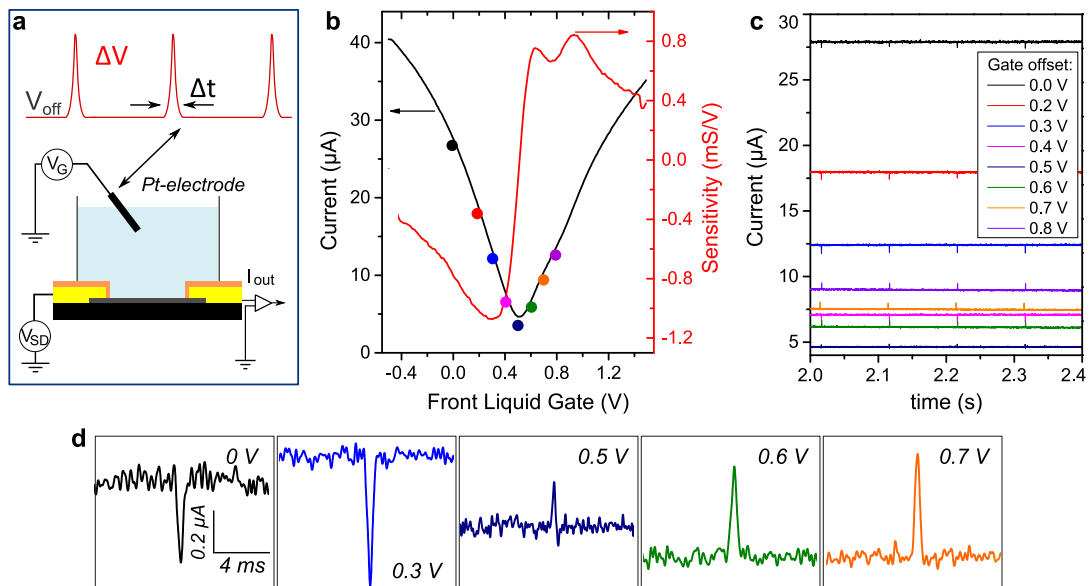 a
ΔV
Δt
V_off
V_G
Pt-electrode
I_out
V_SD
b
40
30
20
10
0
Current (µA)
-0.4 0.0 0.4 0.8 1.2
Front Liquid Gate (V)
0.8
0.4
0.0
-0.4
-0.8
-1.2
Sensitivity (mS/V)
c
30
25
20
15
10
5
Current (µA)
2.0 2.1 2.2 2.3 2.4
time (s)
Gate offset:
0.0 V
0.2 V
0.3 V
0.4 V
0.5 V
0.6 V
0.7 V
0.8 V
d
0 V
0.2 µA
4 ms
0.3 V
0.5 V
0.6 V
0.7 V